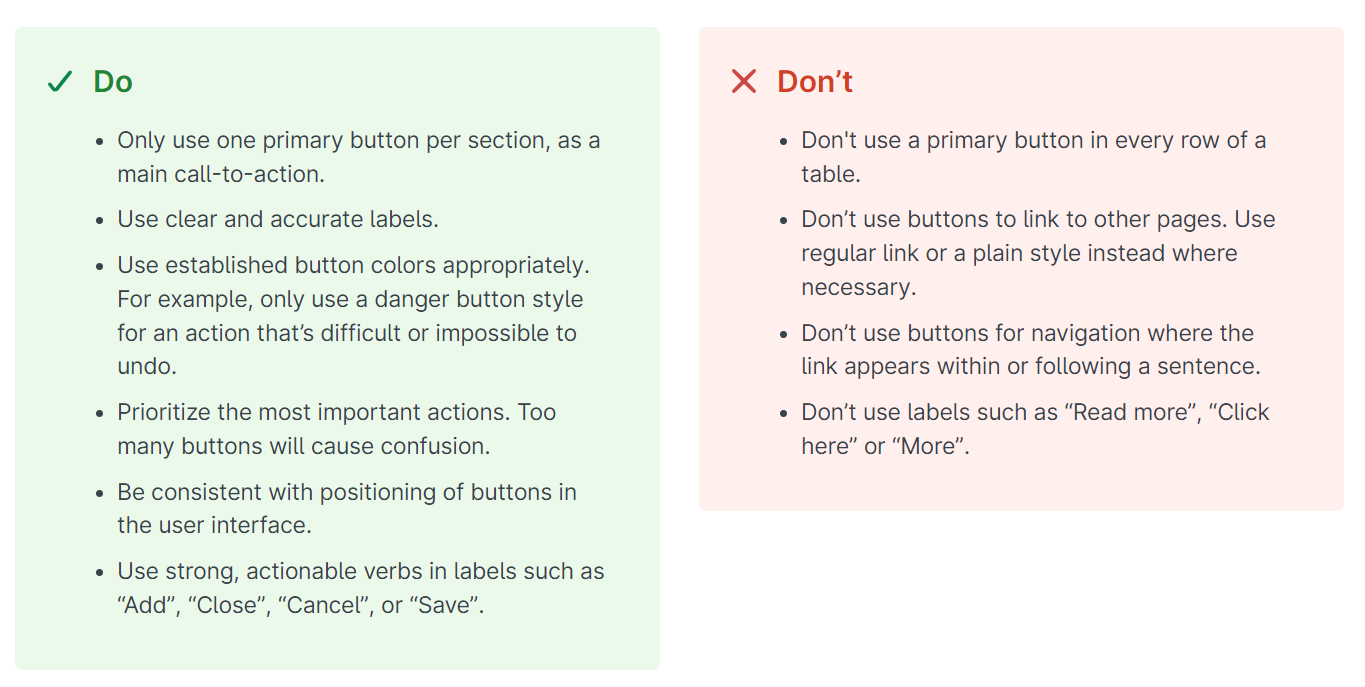 Do
Only use one primary button per section, as a
main call-to-action.
Use clear and accurate labels.
Use established button colors appropriately.
For example, only use a danger button style
for an action that’s difficult or impossible to
undo.
Prioritize the most important actions. Too
many buttons will cause confusion.
Be consistent with positioning of buttons in
the user interface.
Use strong, actionable verbs in labels such as
“Add”, “Close”, “Cancel”, or “Save”.
Don’t
Don't use a primary button in every row of a
table.
Don’t use buttons to link to other pages. Use
regular link or a plain style instead where
necessary.
Don’t use buttons for navigation where the
link appears within or following a sentence.
Don’t use labels such as “Read more”, “Click
here” or “More”.